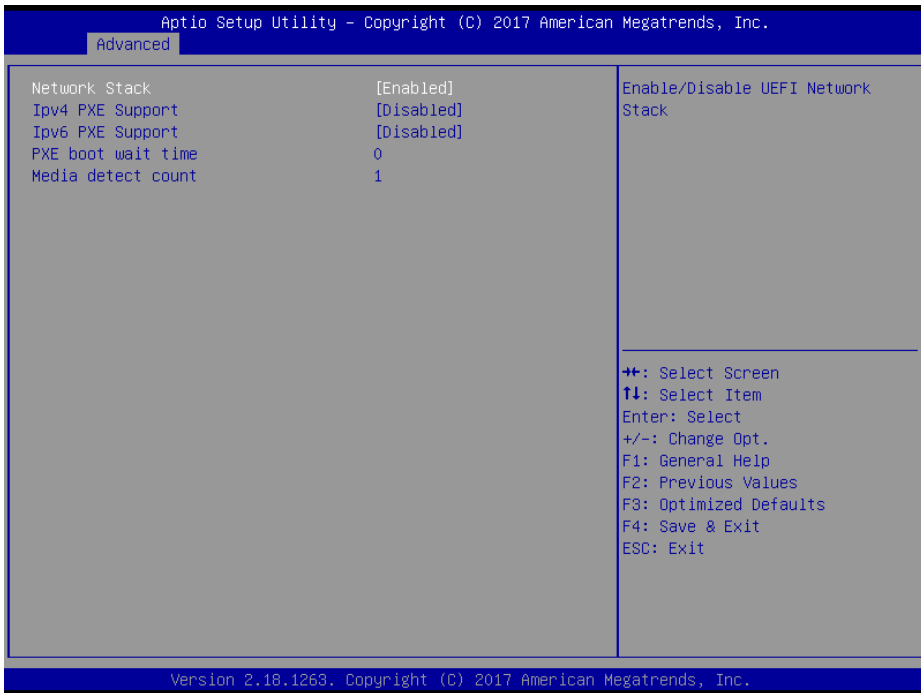 Aptio Setup Utility – Copyright (C) 2017 American Megatrends, Inc.
Advanced
Network Stack [Enabled]
Ipv4 PXE Support [Disabled]
Ipv6 PXE Support [Disabled]
PXE boot wait time 0
Media detect count 1
Enable/Disable UEFI Network
Stack
→←: Select Screen
↑↓: Select Item
Enter: Select
+/-: Change Opt.
F1: General Help
F2: Previous Values
F3: Optimized Defaults
F4: Save & Exit
ESC: Exit
Version 2.18.1263. Copyright (C) 2017 American Megatrends, Inc.